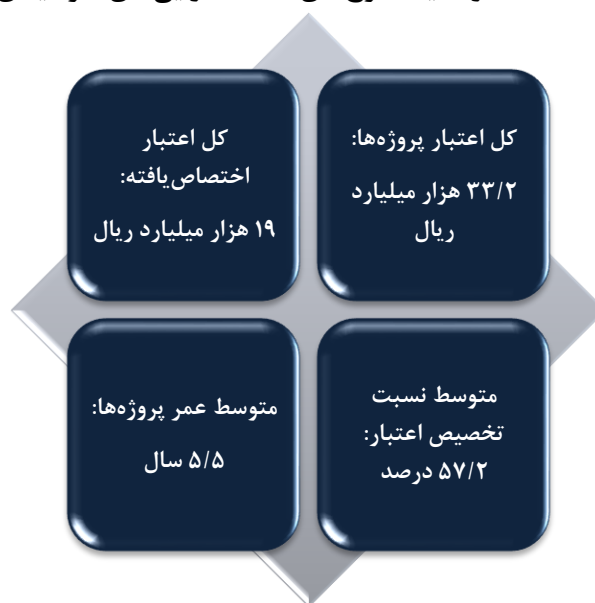 کل اعتبار پروژه‌ها:
۳۳/۲ هزار میلیارد
ریال
کل اعتبار
اختصاص‌یافته:
۱۹ هزار میلیارد ریال
متوسط نسبت
تخصیص اعتبار:
۵۷/۲ درصد
متوسط عمر پروژه‌ها:
۵/۵ سال